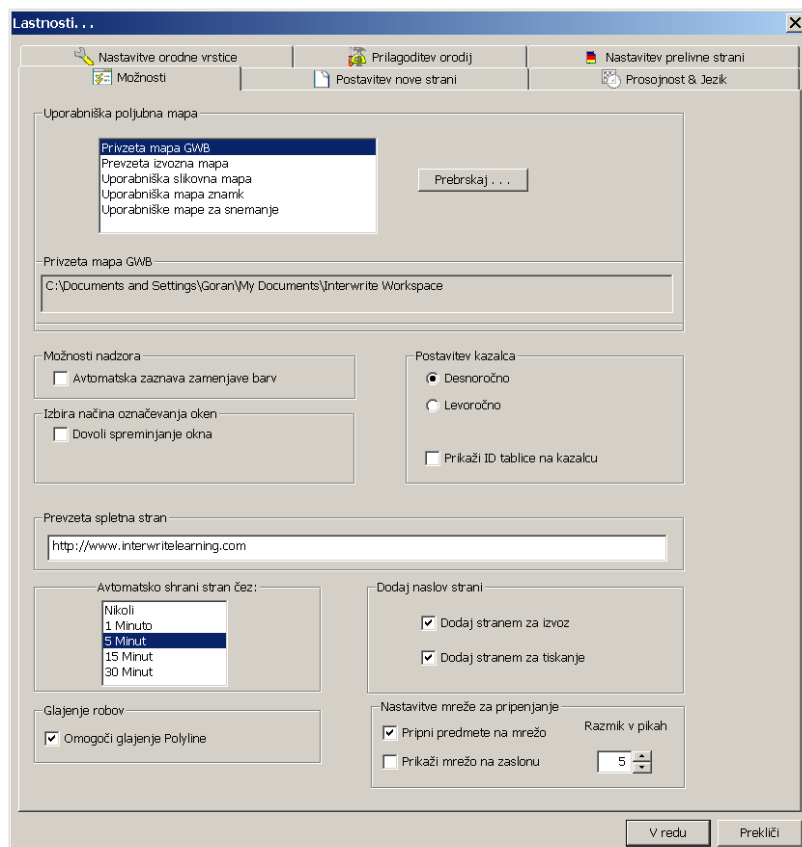 Lastnosti. . .
Nastavitve orodne vrstice
Prilagoditev orodij
Nastavitev prelivne strani
Možnosti
Postavitev nove strani
Prosojnost & Jezik
Uporabniška poljubna mapa
Privzeta mapa GWB
Prevzeta izvozna mapa
Uporabniška slikovna mapa
Uporabniška mapa znamk
Uporabniške mape za snemanje
Prebrskaj . . .
Privzeta mapa GWB
C:\Documents and Settings\Goran\My Documents\Interwrite Workspace
Možnosti nadzora
Avtomatska zaznava zamenjave barv
Izbira načina označevanja oken
Dovoli spreminjanje okna
Postavitev kazalca
Desnoročno
Levoročno
Prikaži ID tablice na kazalcu
Prevzeta spletna stran
http://www.interwritelearning.com
Avtomatsko shrani stran čez:
Nikoli
1 Minuto
5 Minut
15 Minut
30 Minut
Dodaj naslov strani
Dodaj stranem za izvoz
Dodaj stranem za tiskanje
Glajenje robov
Omogoči glajenje Polyline
Nastavitve mreže za pripenjanje
Pripni predmete na mrežo
Razmik v pikah
Prikaži mrežo na zaslonu
5
V redu
Prekliči